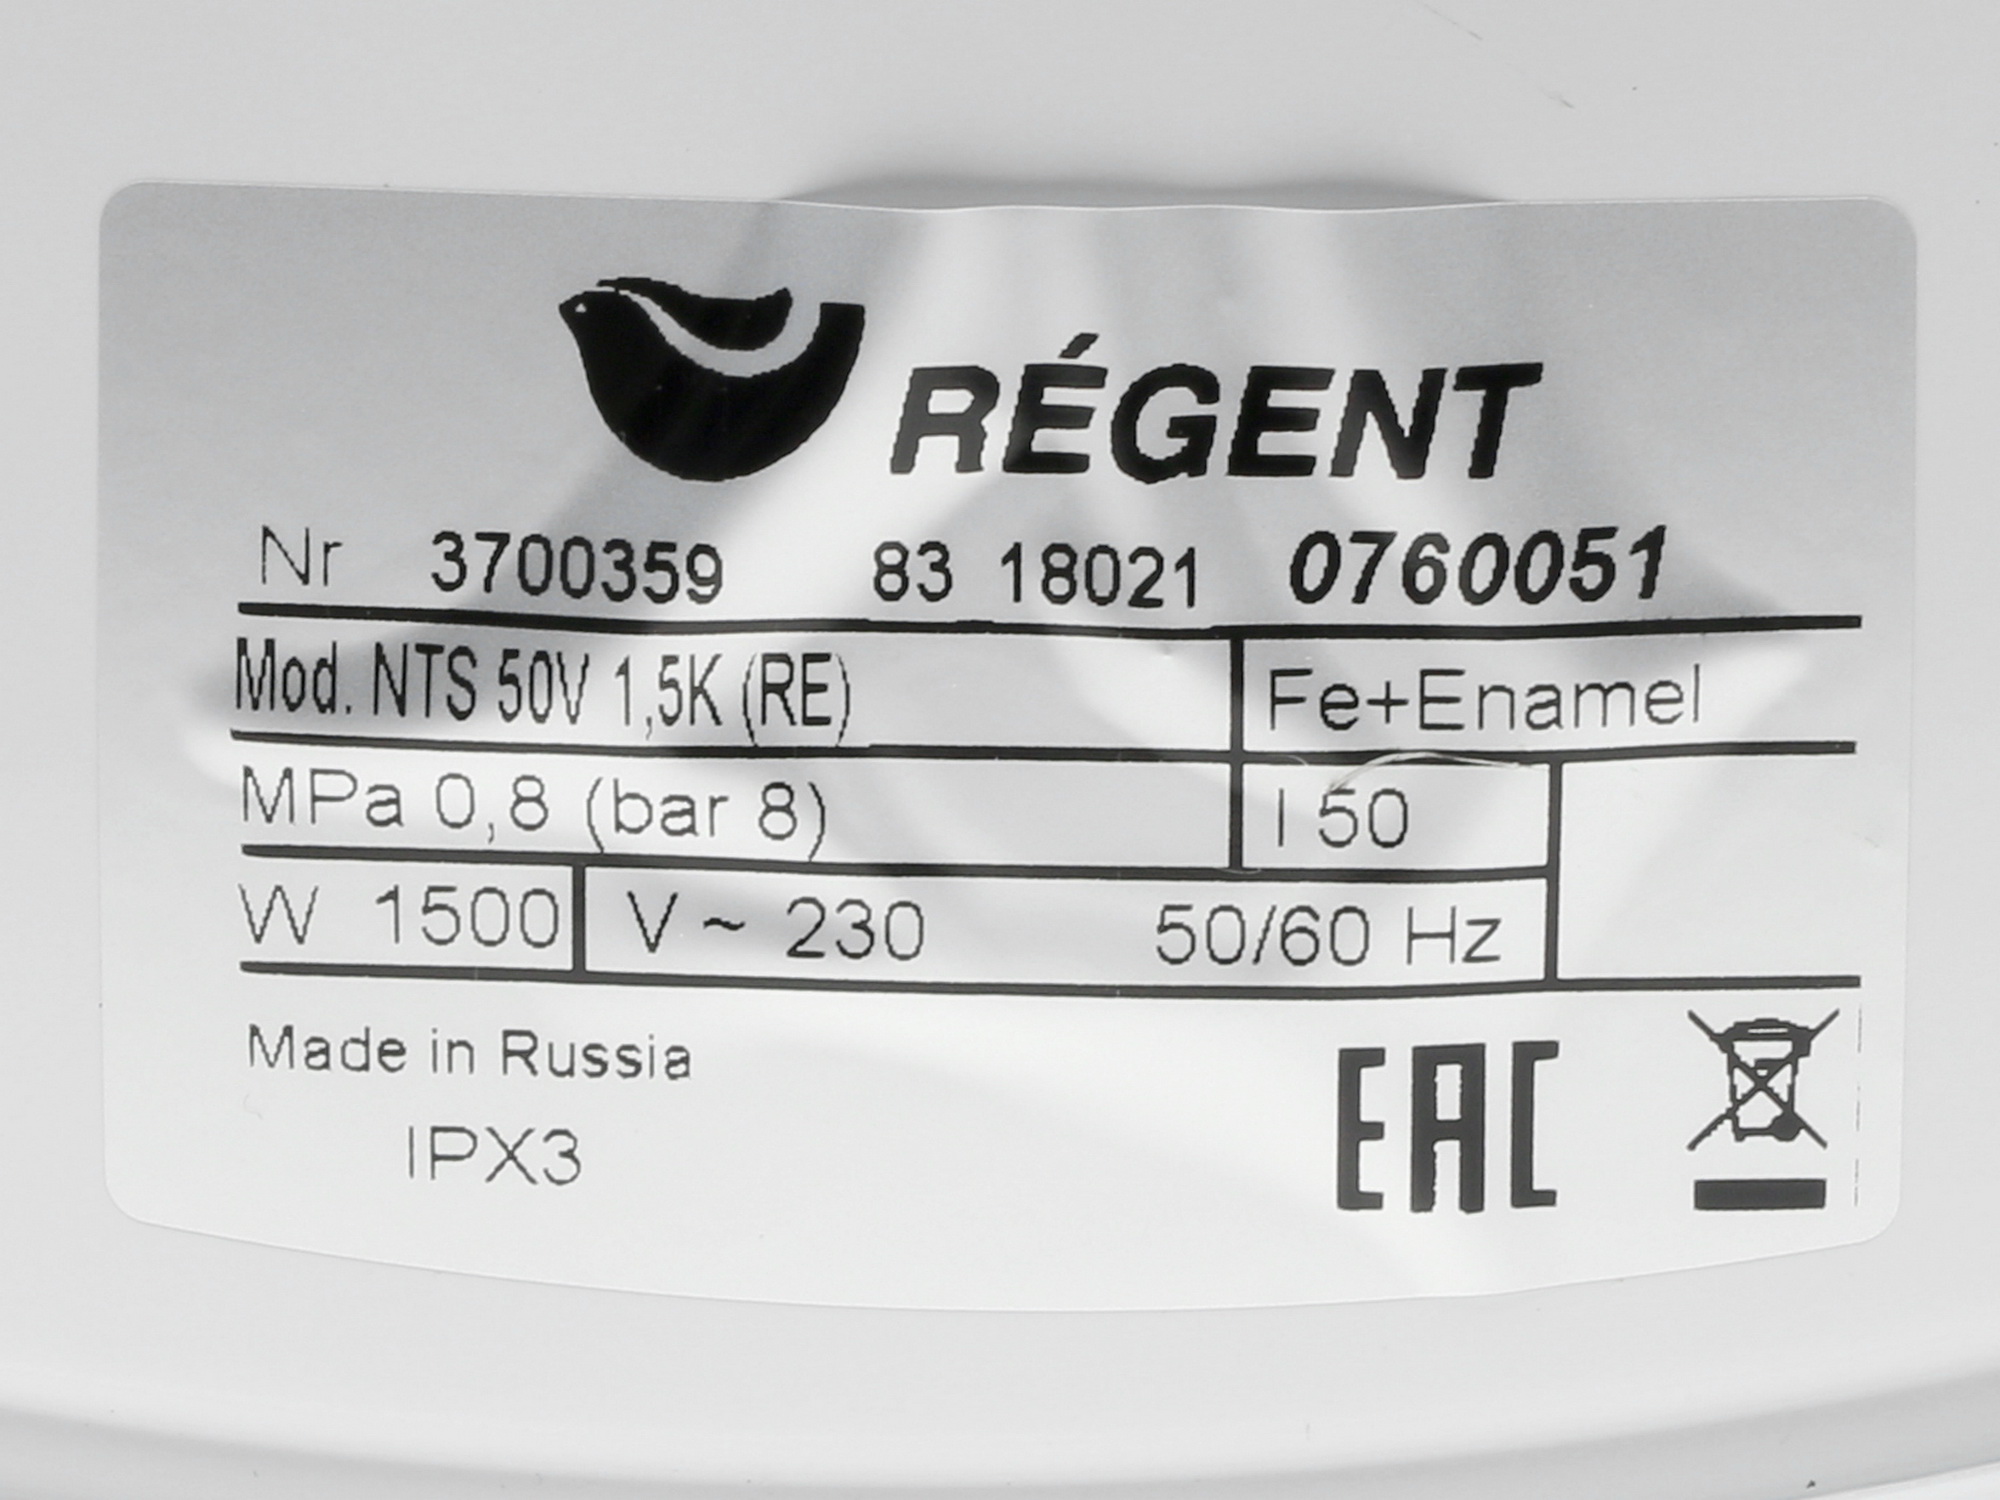 RÉGENT
Nr 3700359 83 18021 0760051
Mod. NTS 50V 1,5K (RE) Fe+Enamel
MPa 0,8 (bar 8) l 50
W 1500 V ~ 230 50/60 Hz
Made in Russia
IPX3
EAC